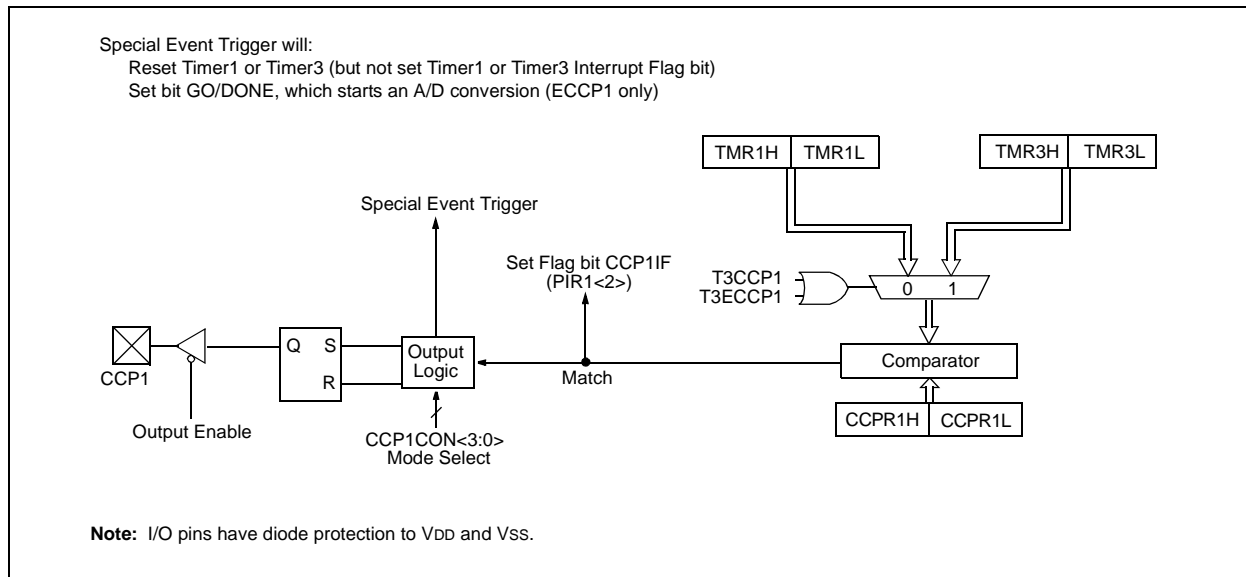 Special Event Trigger will:
Reset Timer1 or Timer3 (but not set Timer1 or Timer3 Interrupt Flag bit)
Set bit GO/DONE, which starts an A/D conversion (ECCP1 only)
TMR1H TMR1L
TMR3H TMR3L
Special Event Trigger
Set Flag bit CCP1IF
(PIR1<2>)
T3CCP1
T3ECCP1
0 1
Q S
R
Output
Logic
Comparator
CCP1
Match
Output Enable
CCP1CON<3:0>
Mode Select
CCPR1H CCPR1L
Note: I/O pins have diode protection to VDD and VSS.